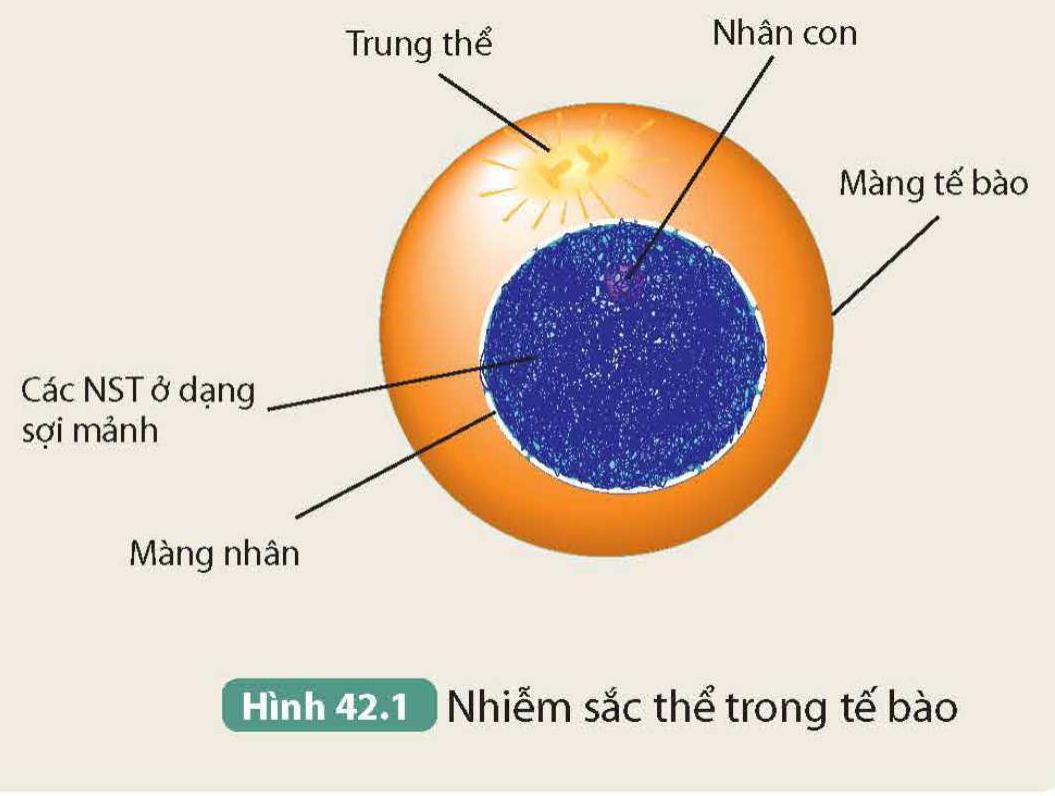 Nhân con
Trung thể
Màng tế bào
Các NST ở dạng
sợi mảnh
Màng nhân
Hình 42.1 Nhiễm sắc thể trong tế bào